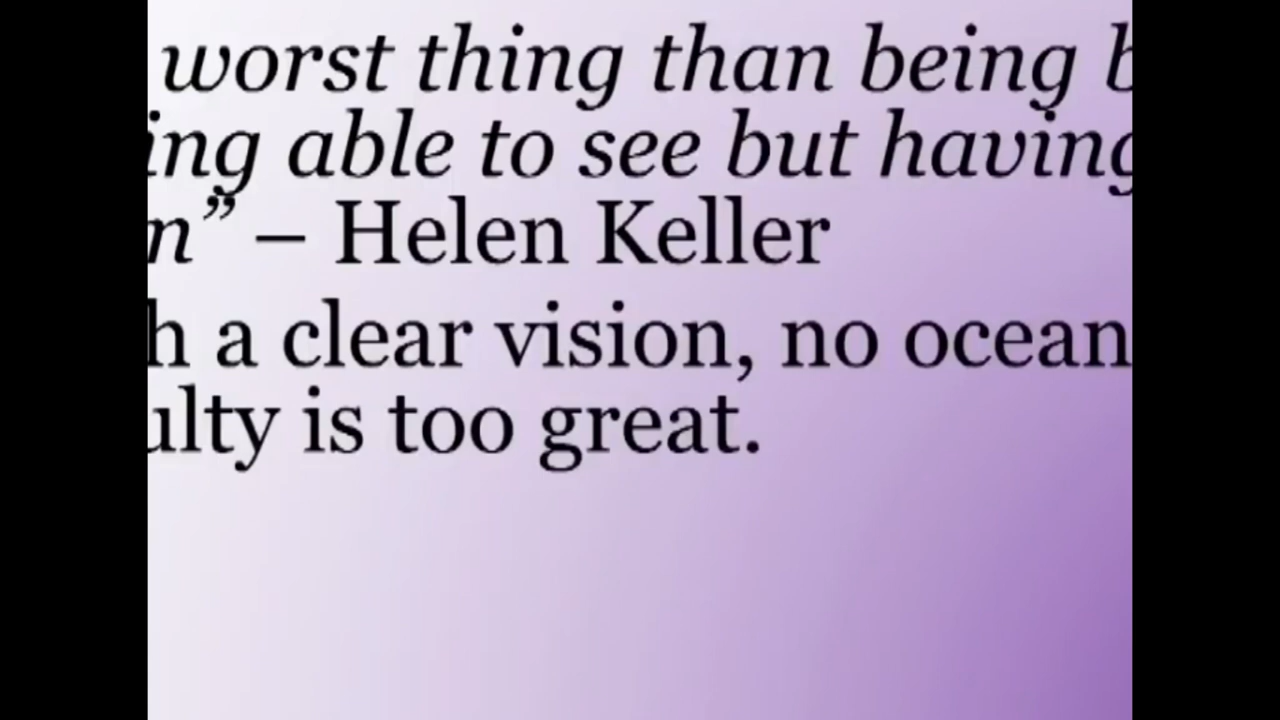 worst thing than being b
ing able to see but having
n” – Helen Keller
h a clear vision, no ocean
ulty is too great.